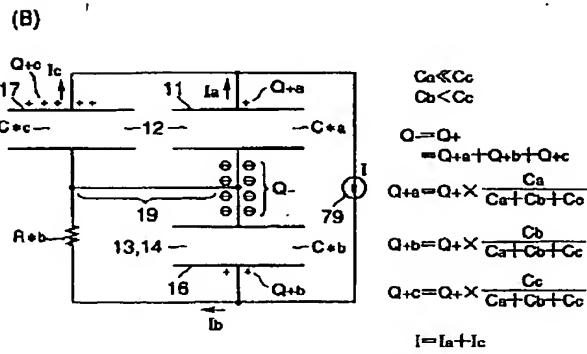 (B)
Q+c Ic
17
11 Ia Q+a
C*c
12
C*a
Ca≪Cc
Cb<Cc
Q-=Q+
=Q+a+Q+b+Q+c
Q-
I
19
79
Q+a=Q+× Ca
Ca+Cb+Cc
R*b
13,14
C*b
Q+b=Q+× Cb
Ca+Cb+Cc
16
Q+b
Q+c=Q+× Cc
Ca+Cb+Cc
Ib
I=Ia+Ic